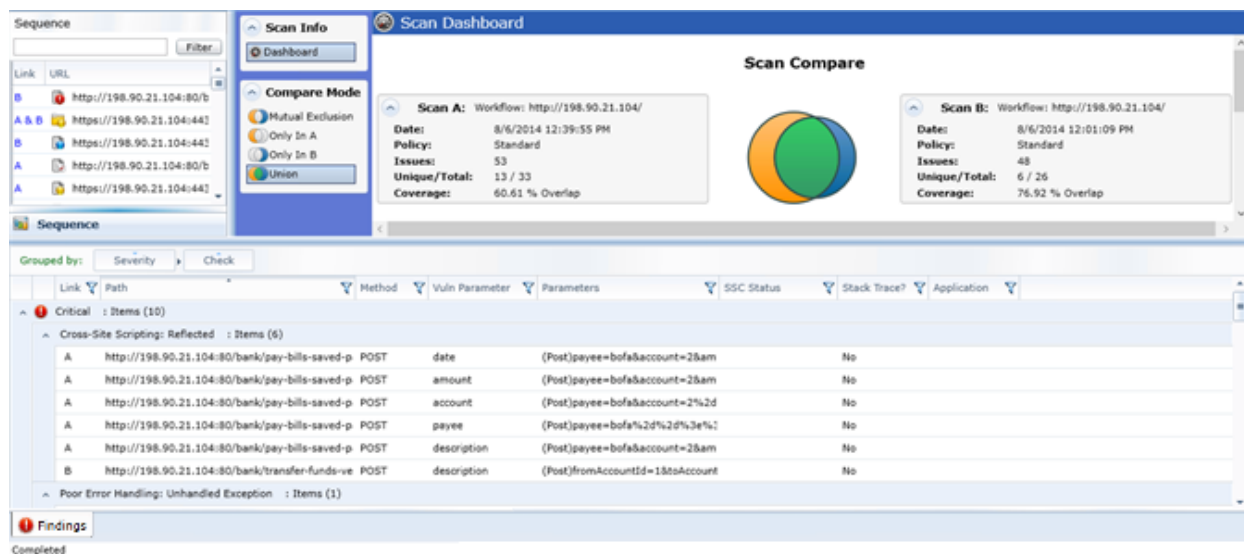 Sequence
Filter
Link URL
B http://198.90.21.104:80/b
A & B https://198.90.21.104:443
B https://198.90.21.104:443
A http://198.90.21.104:80/b
A https://198.90.21.104:443
Sequence
Scan Info
Dashboard
Compare Mode
Mutual Exclusion
Only In A
Only In B
Union
Scan Dashboard
Scan Compare
Scan A: Workflow: http://198.90.21.104/
Date: 8/6/2014 12:39:55 PM
Policy: Standard
Issues: 53
Unique/Total: 13 / 33
Coverage: 60.61 % Overlap
Scan B: Workflow: http://198.90.21.104/
Date: 8/6/2014 12:01:09 PM
Policy: Standard
Issues: 48
Unique/Total: 6 / 26
Coverage: 76.92 % Overlap
Grouped by: Severity Check
Link Path Method Vuln Parameter Parameters SSC Status Stack Trace? Application
Critical : Items (10)
Cross-Site Scripting: Reflected : Items (6)
A http://198.90.21.104:80/bank/pay-bills-saved-p POST date (Post)payee=bofa&account=2&am No
A http://198.90.21.104:80/bank/pay-bills-saved-p POST amount (Post)payee=bofa&account=2&am No
A http://198.90.21.104:80/bank/pay-bills-saved-p POST account (Post)payee=bofa&account=2%2d No
A http://198.90.21.104:80/bank/pay-bills-saved-p POST payee (Post)payee=bofa%2d%2d%3e%3 No
A http://198.90.21.104:80/bank/pay-bills-saved-p POST description (Post)payee=bofa&account=2&am No
B http://198.90.21.104:80/bank/transfer-funds-ve POST description (Post)fromAccountId=1&toAccount No
Poor Error Handling: Unhandled Exception : Items (1)
Findings
Completed